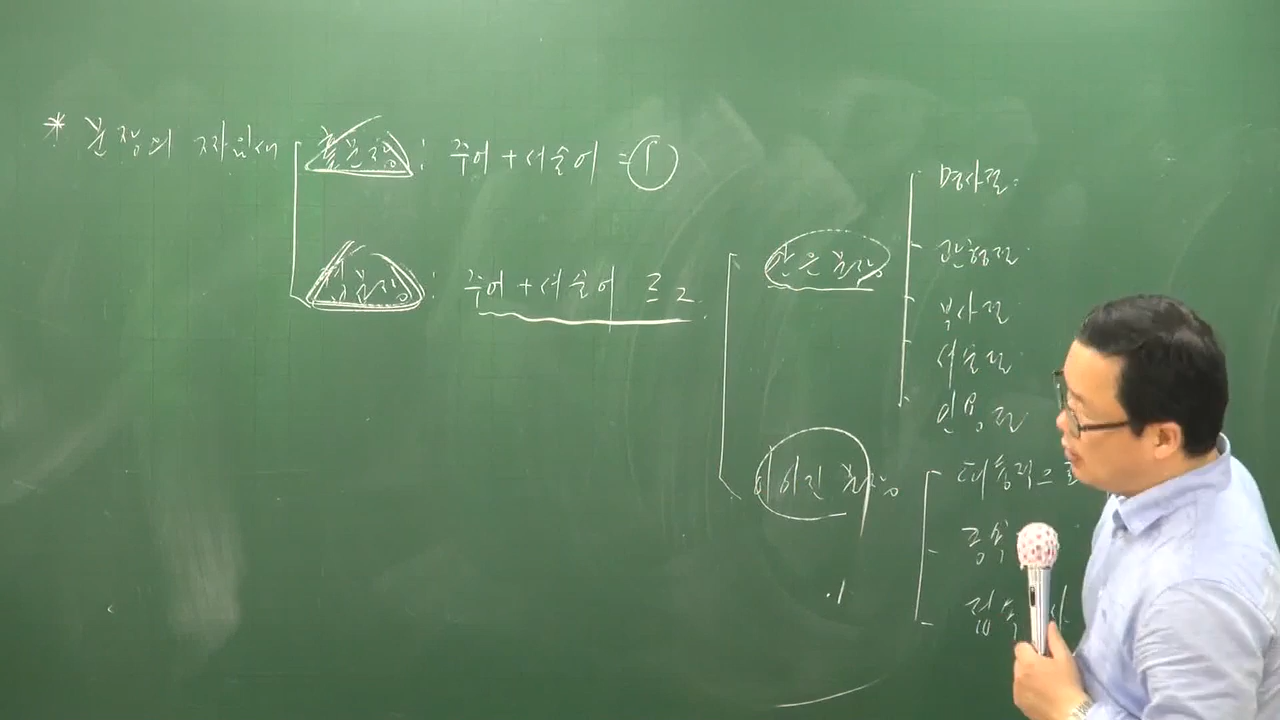 * 문장의 짜임새
홑문장 : 주어 + 서술어 = 1
겹문장 : 주어 + 서술어 ≥ 2
안은 문장
명사절
관형절
부사절
서술절
인용절
이어진 문장
대등적으로
종속
접속